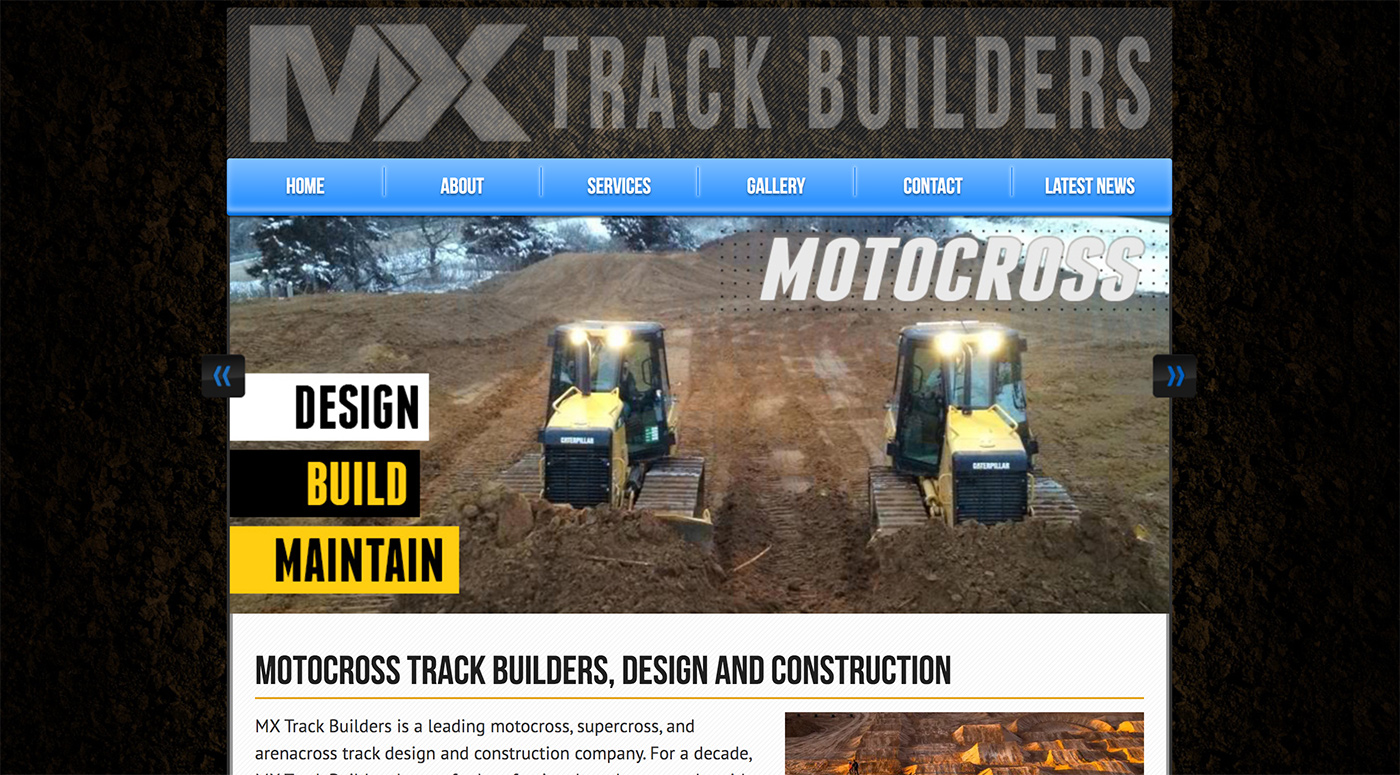 MX TRACK BUILDERS
HOME ABOUT SERVICES GALLERY CONTACT LATEST NEWS
MOTOCROSS
DESIGN
CATERPILLAR CATERPILLAR
BUILD
MAINTAIN
MOTOCROSS TRACK BUILDERS, DESIGN AND CONSTRUCTION
MX Track Builders is a leading motocross, supercross, and
arenacross track design and construction company. For a decade,